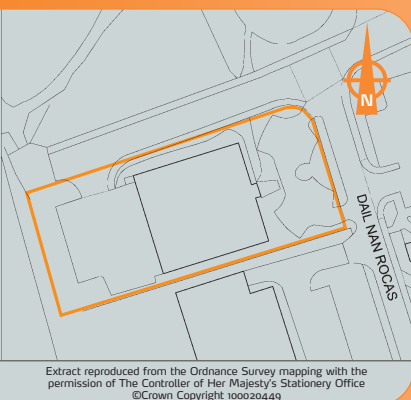 N
DAIL NAN ROCAS
Extract reproduced from the Ordnance Survey mapping with the
permission of The Controller of Her Majesty's Stationery Office
©Crown Copyright 100020449